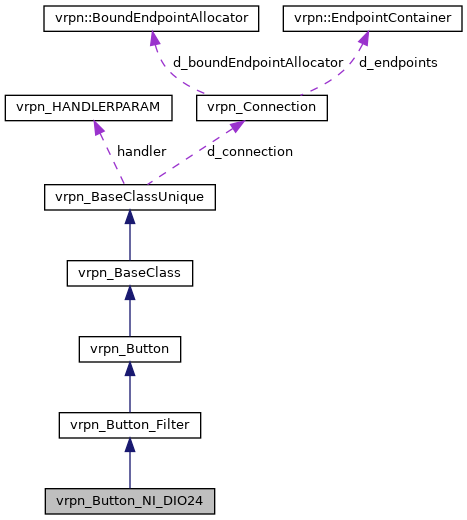 vrpn::BoundEndpointAllocator
vrpn::EndpointContainer
d_boundEndpointAllocator
d_endpoints
vrpn_HANDLERPARAM
vrpn_Connection
handler
d_connection
vrpn_BaseClassUnique
vrpn_BaseClass
vrpn_Button
vrpn_Button_Filter
vrpn_Button_NI_DIO24